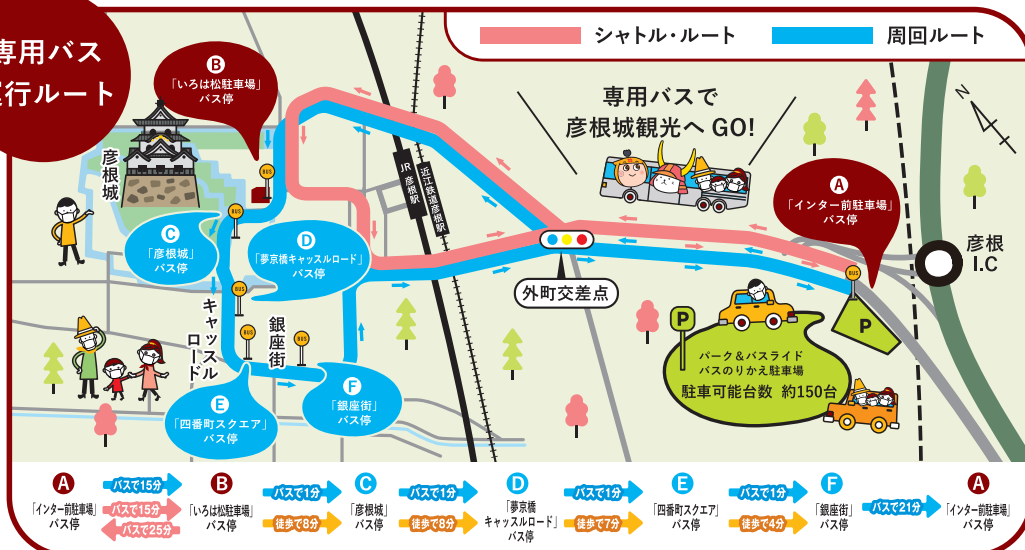 専用バス
運行ルート
シャトル・ルート
周回ルート
B
「いろは松駐車場」
バス停
専用バスで
彦根城観光へ GO!
N
A
「インター前駐車場」
バス停
彦根
I.C
彦根城
JR 彦根駅
近江鉄道彦根駅
BUS
BUS
BUS
BUS
BUS
BUS
C
「彦根城」
バス停
D
「夢京橋キャッスルロード」
バス停
外町交差点
キャッスル
ロード
銀座街
P
P
パーク&バスライド
バスのりかえ駐車場
駐車可能台数 約150台
E
「四番町スクエア」
バス停
F
「銀座街」
バス停
A
「インター前駐車場」
バス停
バスで15分
バスで15分
バスで25分
B
「いろは松駐車場」
バス停
バスで1分
徒歩で8分
C
「彦根城」
バス停
バスで1分
徒歩で8分
D
「夢京橋
キャッスルロード」
バス停
バスで1分
徒歩で7分
E
「四番町スクエア」
バス停
バスで1分
徒歩で4分
F
「銀座街」
バス停
バスで21分
A
「インター前駐車場」
バス停